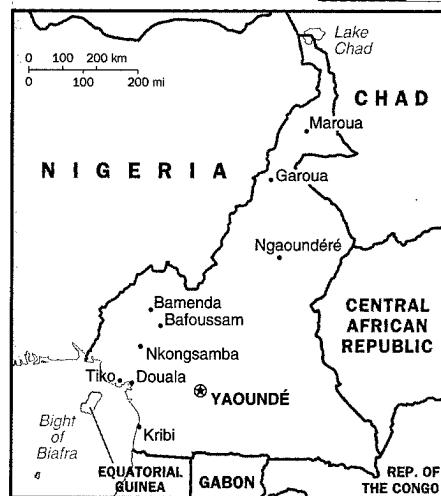 Lake
Chad
0 100 200 km
0 100 200 mi
CHAD
Maroua
NIGERIA
Garoua
Ngaoundéré
Bamenda
Bafoussam
CENTRAL
AFRICAN
REPUBLIC
Nkongsamba
Tiko Douala
YAOUNDÉ
Bight
of
Biafra
Kribi
EQUATORIAL
GUINEA
GABON
REP. OF
THE CONGO